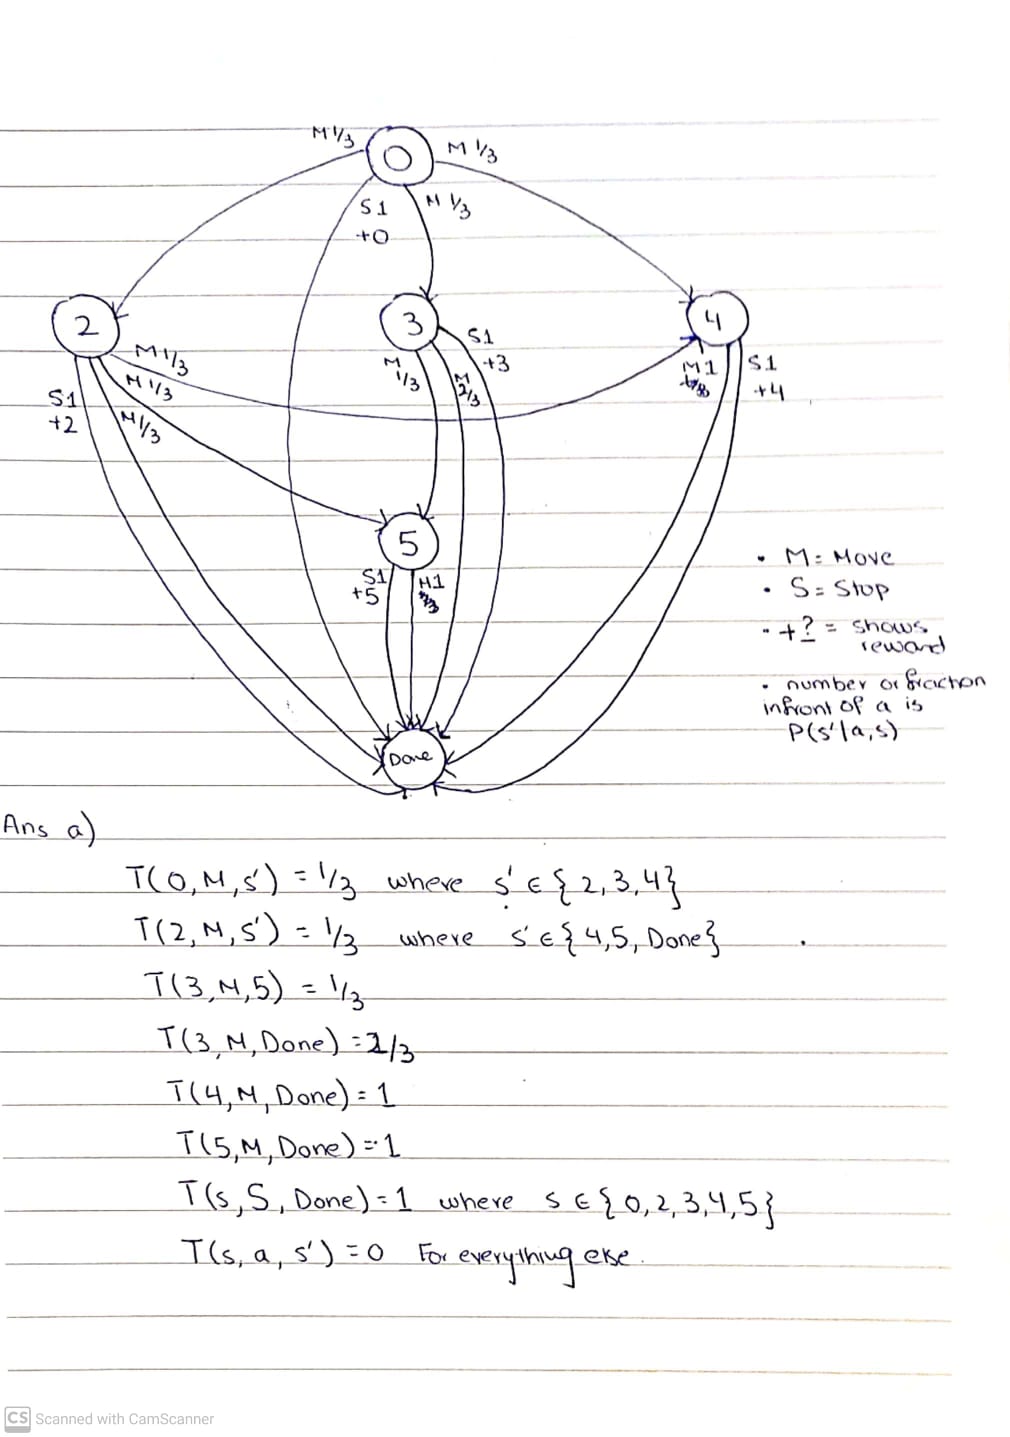 M 1/3
0
M 1/3
S1
+0
M 1/3
2
3
4
M 1/3
M 1/3
M 1/3
S1
+2
M
1/3
M
2/3
S1
+3
M1
S1
+4
5
S1
+5
M1
Done
• M = Move
• S = Stop
• +? = shows
reward
• number or fraction
infront of a is
P(s'|a,s)
Ans a)
T(0,M,s') = 1/3 where s' ∈ {2,3,4}
T(2,M,s') = 1/3 where s' ∈ {4,5, Done}
T(3,M,5) = 1/3
T(3,M,Done) = 2/3
T(4,M,Done) = 1
T(5,M,Done) = 1
T(s,S,Done) = 1 where s ∈ {0,2,3,4,5}
T(s,a,s') = 0 For everything else.
CS Scanned with CamScanner